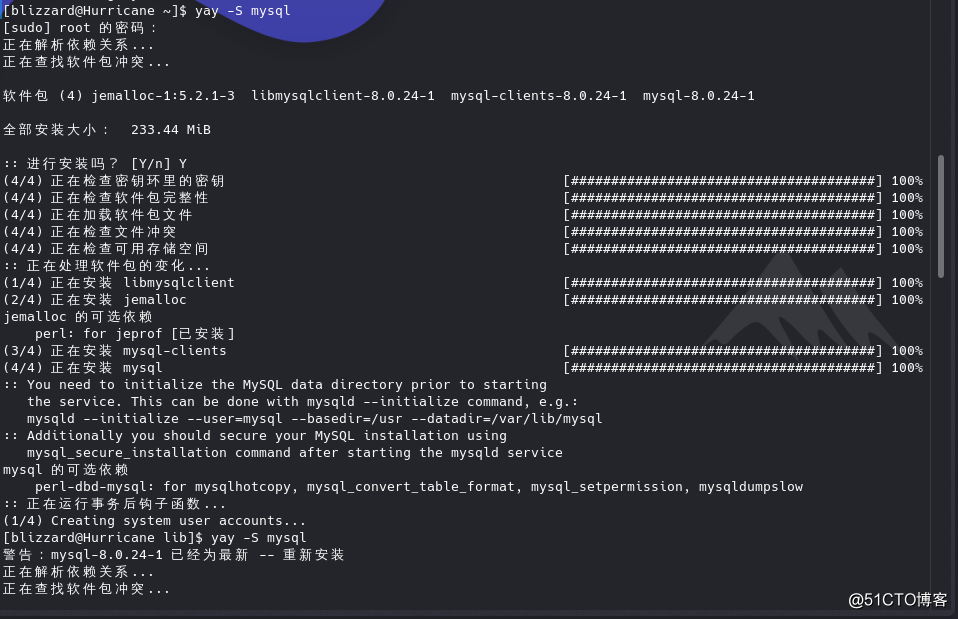 [blizzard@Hurricane ~]$ yay -S mysql
[sudo] root 的密码：
正在解析依赖关系...
正在查找软件包冲突...
软件包 (4) jemalloc-1:5.2.1-3  libmysqlclient-8.0.24-1  mysql-clients-8.0.24-1  mysql-8.0.24-1
全部安装大小：  233.44 MiB
:: 进行安装吗？ [Y/n] Y
(4/4) 正在检查密钥环里的密钥 [######################################] 100%
(4/4) 正在检查软件包完整性 [######################################] 100%
(4/4) 正在加载软件包文件 [######################################] 100%
(4/4) 正在检查文件冲突 [######################################] 100%
(4/4) 正在检查可用存储空间 [######################################] 100%
:: 正在处理软件包的变化...
(1/4) 正在安装 libmysqlclient [######################################] 100%
(2/4) 正在安装 jemalloc [######################################] 100%
jemalloc 的可选依赖
    perl: for jeprof [已安装]
(3/4) 正在安装 mysql-clients [######################################] 100%
(4/4) 正在安装 mysql [######################################] 100%
:: You need to initialize the MySQL data directory prior to starting
   the service. This can be done with mysqld --initialize command, e.g.:
   mysqld --initialize --user=mysql --basedir=/usr --datadir=/var/lib/mysql
:: Additionally you should secure your MySQL installation using
   mysql_secure_installation command after starting the mysqld service
mysql 的可选依赖
    perl-dbd-mysql: for mysqlhotcopy, mysql_convert_table_format, mysql_setpermission, mysqldumpslow
:: 正在运行事务后钩子函数...
(1/4) Creating system user accounts...
[blizzard@Hurricane lib]$ yay -S mysql
警告：mysql-8.0.24-1 已经为最新 -- 重新安装
正在解析依赖关系...
正在查找软件包冲突...
@51CTO博客